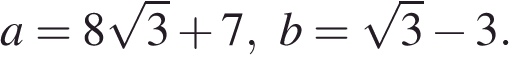 a = 8√3 + 7, b = √3 − 3.